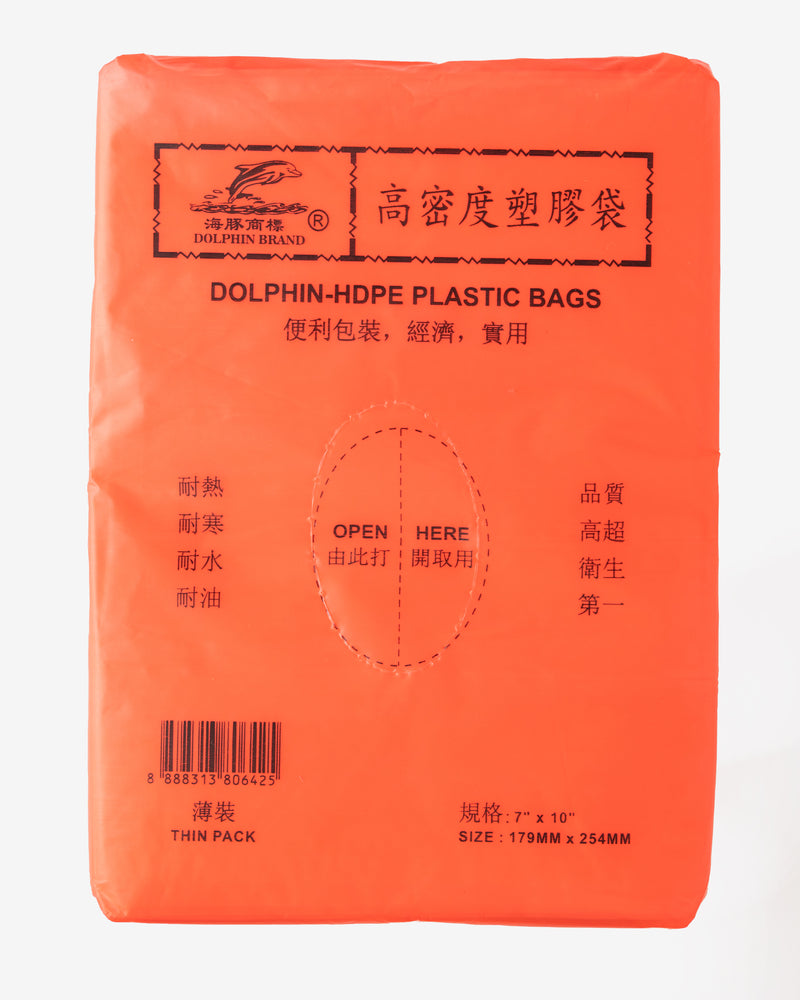 海豚商標 ®
DOLPHIN BRAND
高密度塑膠袋
DOLPHIN-HDPE PLASTIC BAGS
便利包裝，經濟，實用
耐熱
耐寒
耐水
耐油
OPEN HERE
由此打 開取用
品質
高超
衛生
第一
8 888313 806425
薄裝
THIN PACK
規格: 7" x 10"
SIZE : 179MM x 254MM